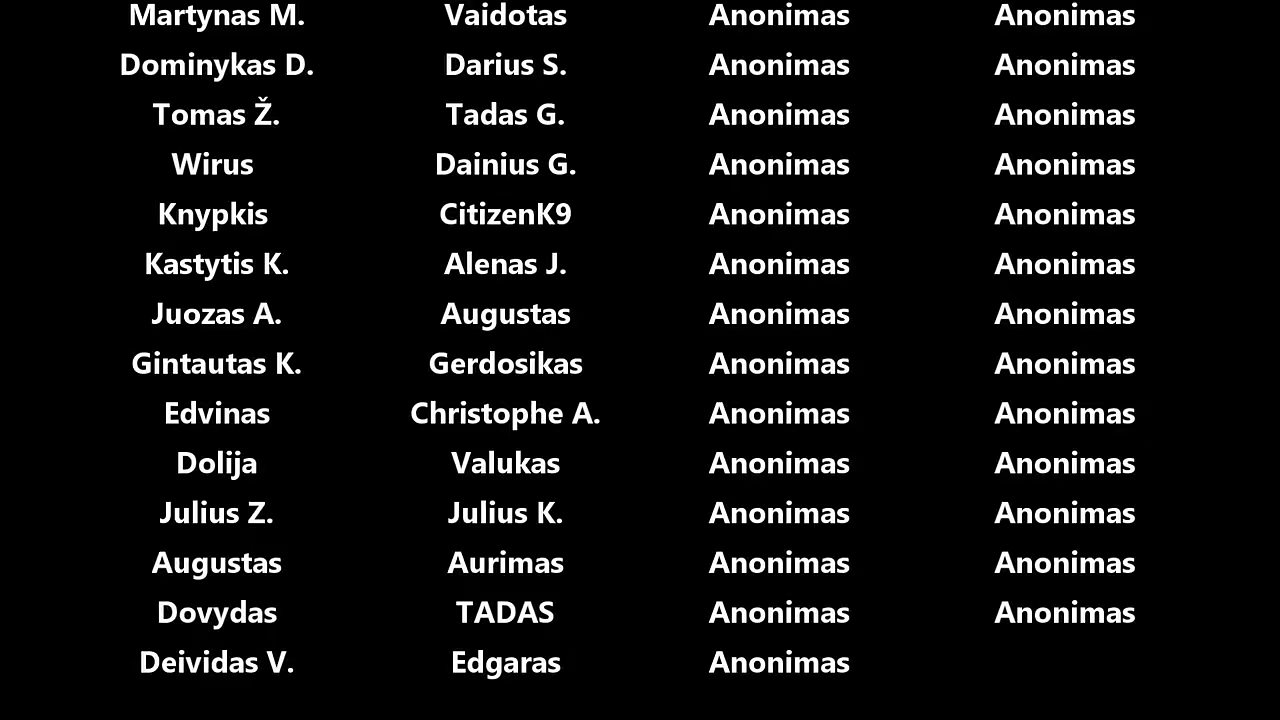 Martynas M. Vaidotas Anonimas Anonimas
Dominykas D. Darius S. Anonimas Anonimas
Tomas Ž. Tadas G. Anonimas Anonimas
Wirus Dainius G. Anonimas Anonimas
Knypkis CitizenK9 Anonimas Anonimas
Kastytis K. Alenas J. Anonimas Anonimas
Juozas A. Augustas Anonimas Anonimas
Gintautas K. Gerdosikas Anonimas Anonimas
Edvinas Christophe A. Anonimas Anonimas
Dolija Valukas Anonimas Anonimas
Julius Z. Julius K. Anonimas Anonimas
Augustas Aurimas Anonimas Anonimas
Dovydas TADAS Anonimas Anonimas
Deividas V. Edgaras Anonimas